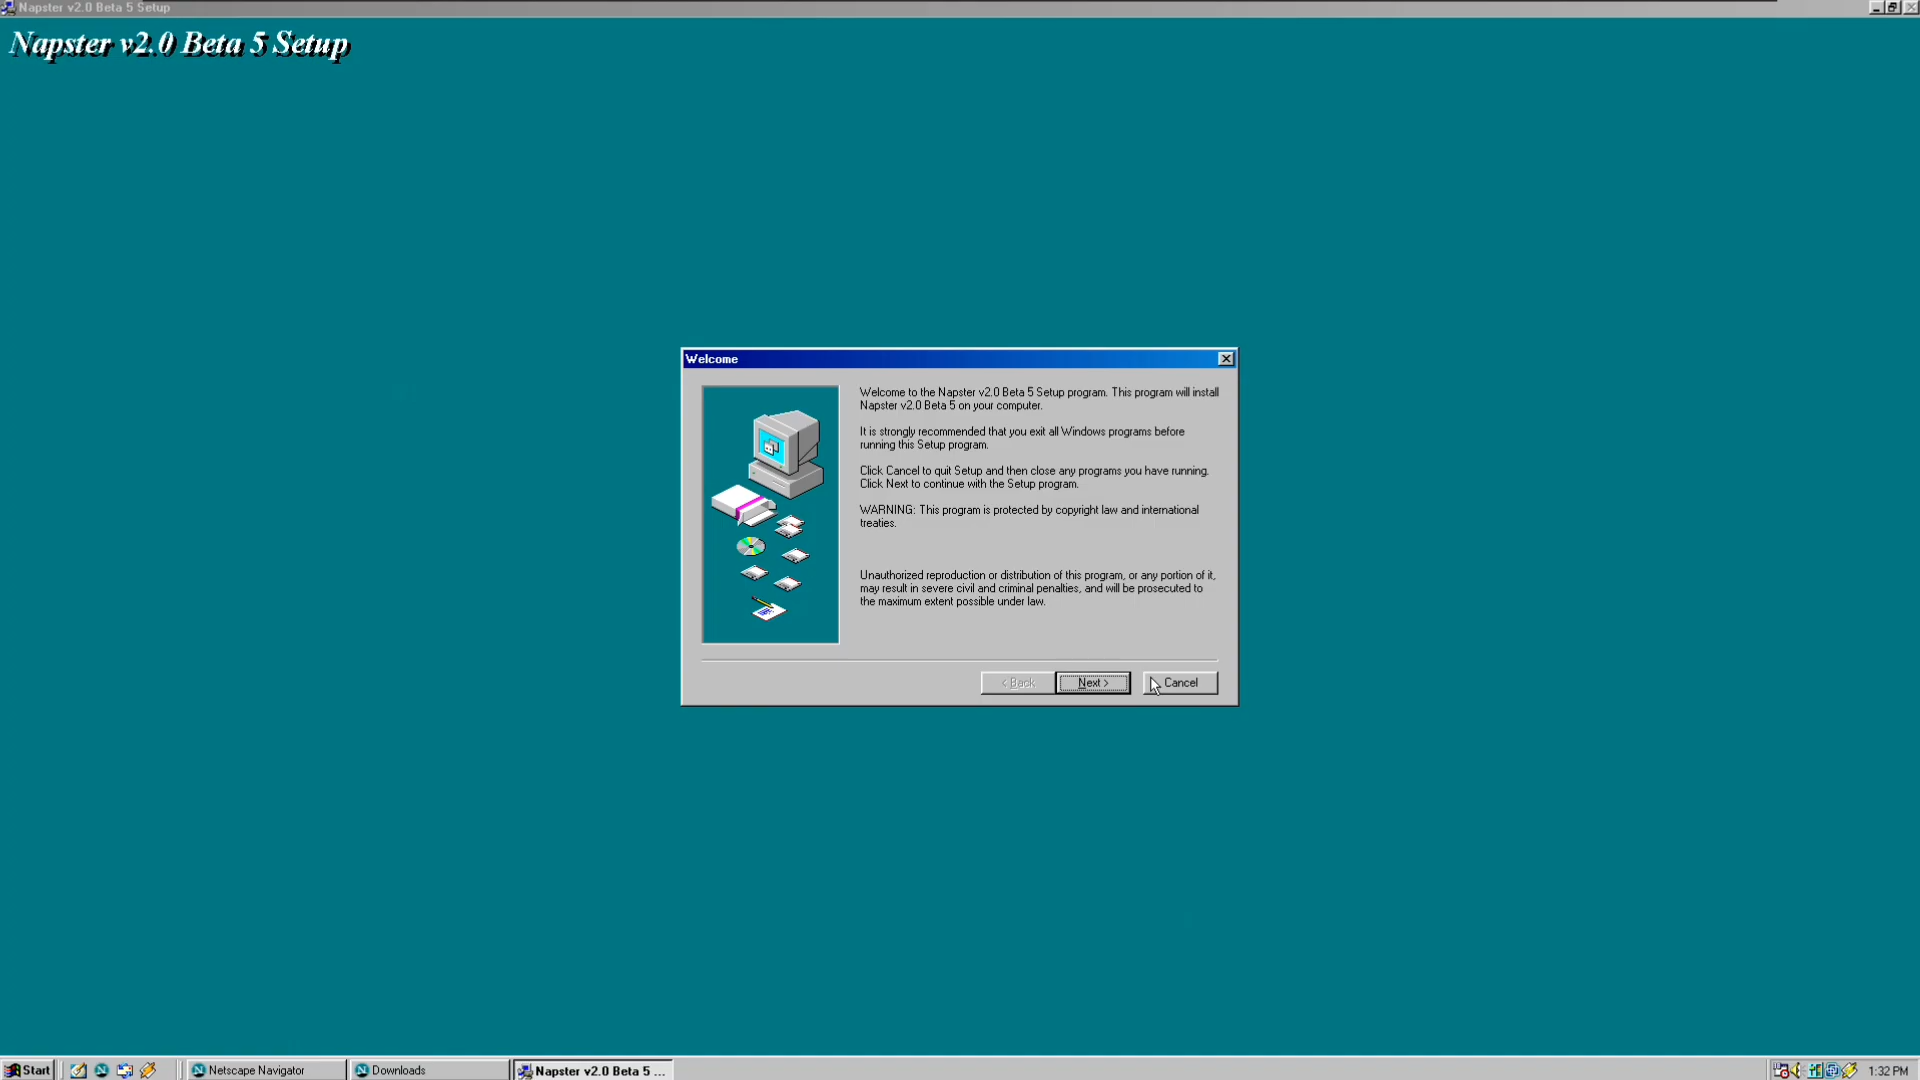 Napster v2.0 Beta 5 Setup
Napster v2.0 Beta 5 Setup
Welcome
Welcome to the Napster v2.0 Beta 5 Setup program. This program will install
Napster v2.0 Beta 5 on your computer.
It is strongly recommended that you exit all Windows programs before
running this Setup program.
Click Cancel to quit Setup and then close any programs you have running.
Click Next to continue with the Setup program.
WARNING: This program is protected by copyright law and international
treaties.
Unauthorized reproduction or distribution of this program, or any portion of it,
may result in severe civil and criminal penalties, and will be prosecuted to
the maximum extent possible under law.
< Back Next > Cancel
Start Netscape Navigator Downloads Napster v2.0 Beta 5 ... 1:32 PM